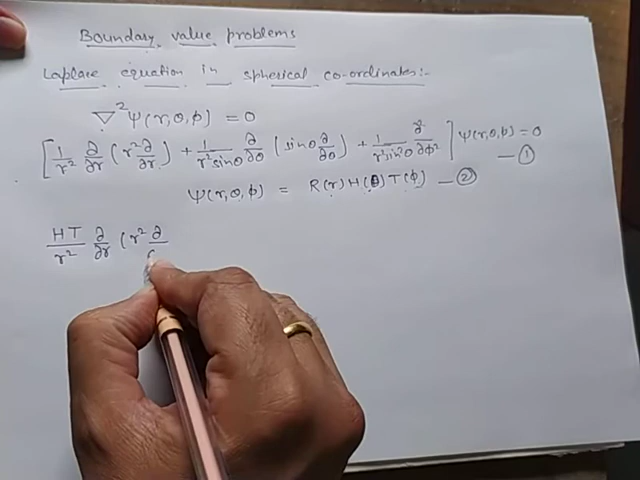 Boundary value problems
Laplace equation in spherical co-ordinates:-
∇²ψ(r,θ,φ) = 0
[1/r² ∂/∂r (r² ∂/∂r) + 1/r² sinθ ∂/∂θ (sinθ ∂/∂θ) + 1/r² sin²θ ∂²/∂φ²] ψ(r,θ,φ) = 0 — ①
ψ(r,θ,φ) = R(r) H(θ) T(φ) — ②
HT/r² ∂/∂r (r² ∂